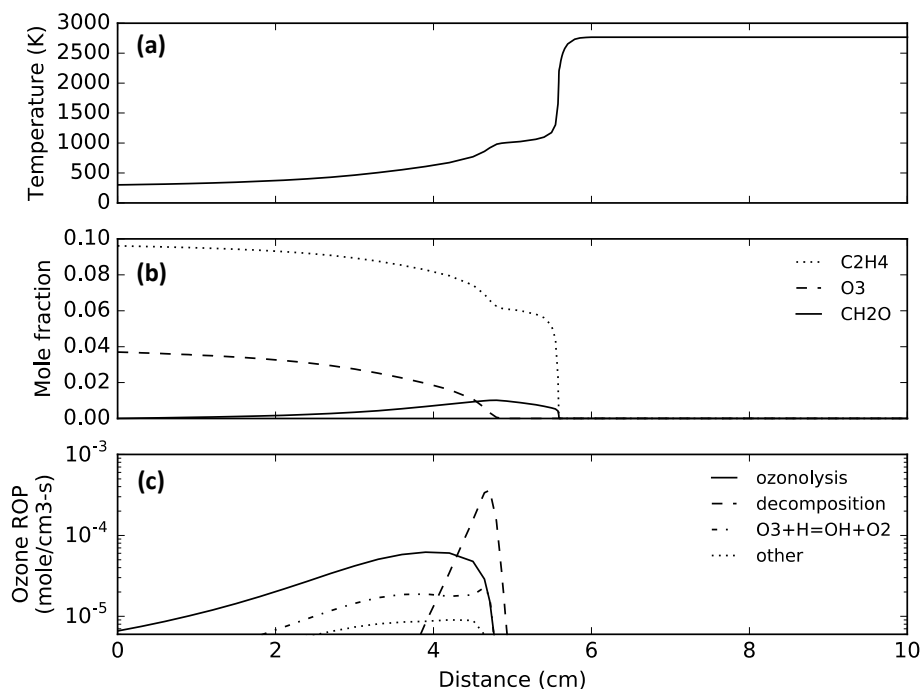 (a)
Temperature (K)
3000
2500
2000
1500
1000
500
0
(b)
Mole fraction
0.10
0.08
0.06
0.04
0.02
0.00
C2H4
O3
CH2O
(c)
Ozone ROP
(mole/cm3-s)
10-3
10-4
10-5
ozonolysis
decomposition
O3+H=OH+O2
other
0 2 4 6 8 10
Distance (cm)